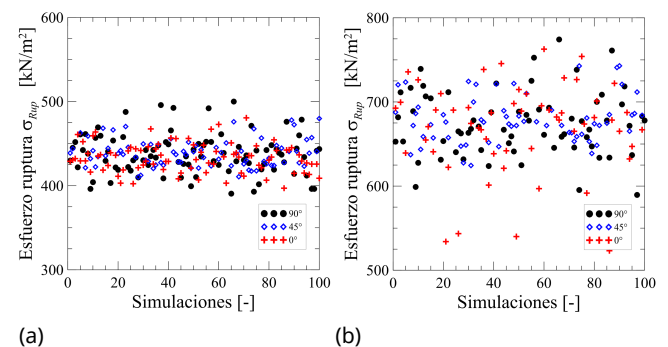 600
500
400
300
Esfuerzo ruptura σRup [kN/m²]
90°
45°
0°
0 20 40 60 80 100
Simulaciones [-]
(a)
800
700
600
500
Esfuerzo ruptura σRup [kN/m²]
90°
45°
0°
0 20 40 60 80 100
Simulaciones [-]
(b)